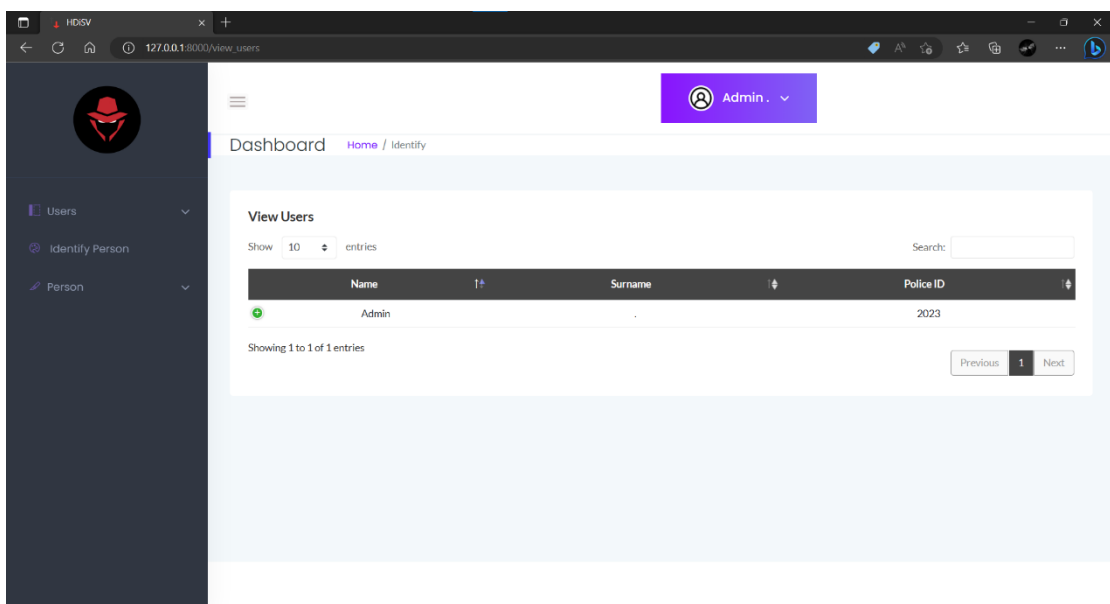 HDiSV
127.0.0.1:8000/view_users
Admin .
Dashboard Home / Identify
Users
Identify Person
Person
View Users
Show 10 entries Search:
Name Surname Police ID
Admin . 2023
Showing 1 to 1 of 1 entries
Previous 1 Next